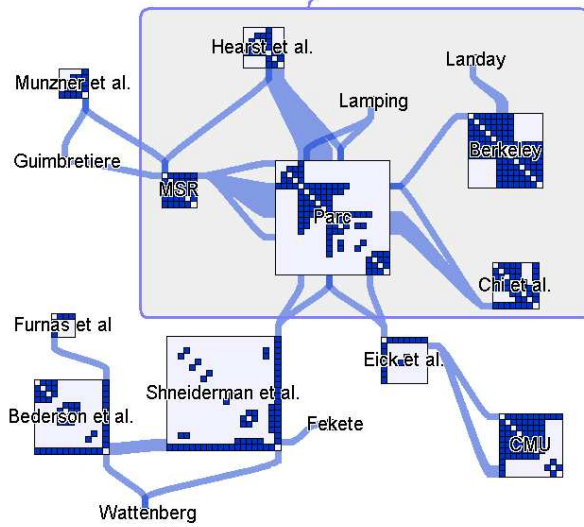 Hearst et al.
Landay
Munzner et al.
Lamping
Guimbretiere
MSR
Berkeley
Parc
Chi et al.
Furnas et al
Eick et al.
Bederson et al.
Shneiderman et al.
Fekete
CMU
Wattenberg